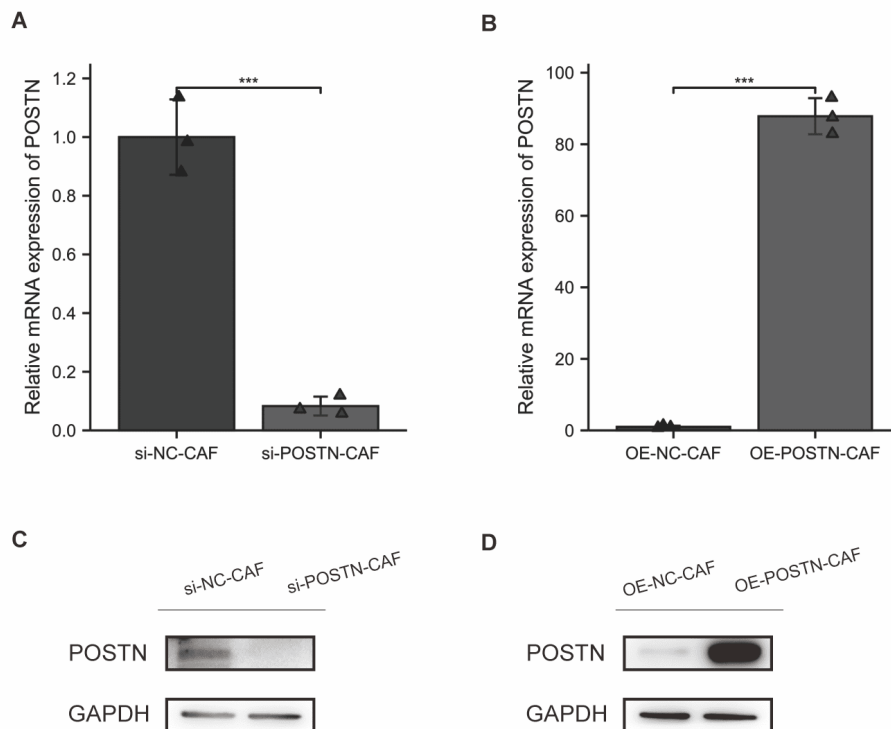 A
Relative mRNA expression of POSTN
1.2
1.0
0.8
0.6
0.4
0.2
0.0
***
si-NC-CAF si-POSTN-CAF
B
Relative mRNA expression of POSTN
100
80
60
40
20
0
***
OE-NC-CAF OE-POSTN-CAF
C
si-NC-CAF si-POSTN-CAF
POSTN
GAPDH
D
OE-NC-CAF OE-POSTN-CAF
POSTN
GAPDH